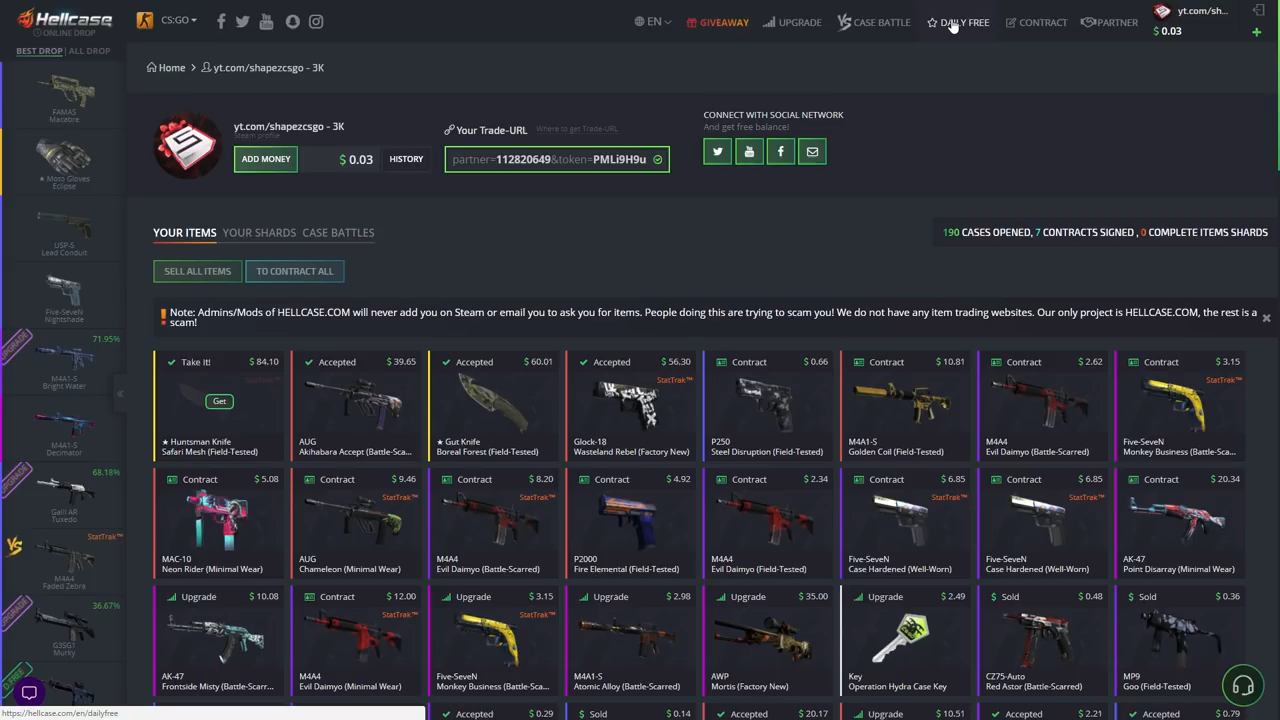 Hellcase
ONLINE DROP
CS:GO
EN
GIVEAWAY
UPGRADE
VS CASE BATTLE
DAILY FREE
CONTRACT
PARTNER
yt.com/sh...
$ 0.03
BEST DROP | ALL DROP
FAMAS
Macabre
★ Moto Gloves
Eclipse
USP-S
Lead Conduit
Five-SeveN
Nightshade
UPGRADE
71.95%
M4A1-S
Bright Water
M4A1-S
Decimator
UPGRADE
68.18%
Galil AR
Tuxedo
VS
StatTrak™
M4A4
Faded Zebra
UPGRADE
36.67%
G3SG1
Murky
D.FREE
Home > yt.com/shapezcsgo - 3K
yt.com/shapezcsgo - 3K
Steam profile
ADD MONEY
$ 0.03
HISTORY
Your Trade-URL
Where to get Trade-URL
partner=112820649&token=PMLi9H9u
CONNECT WITH SOCIAL NETWORK
And get free balance!
YOUR ITEMS
YOUR SHARDS
CASE BATTLES
190 CASES OPENED, 7 CONTRACTS SIGNED , 0 COMPLETE ITEMS SHARDS
SELL ALL ITEMS
TO CONTRACT ALL
Note: Admins/Mods of HELLCASE.COM will never add you on Steam or email you to ask you for items. People doing this are trying to scam you! We do not have any item trading websites. Our only project is HELLCASE.COM, the rest is a
scam!
Take it!
$ 84.10
StatTrak™
Get
★ Huntsman Knife
Safari Mesh (Field-Tested)
Accepted
$ 39.65
AUG
Akihabara Accept (Battle-Sca...
Accepted
$ 60.01
★ Gut Knife
Boreal Forest (Field-Tested)
Accepted
$ 56.30
StatTrak™
Glock-18
Wasteland Rebel (Factory New)
Contract
$ 0.66
P250
Steel Disruption (Field-Tested)
Contract
$ 10.81
M4A1-S
Golden Coil (Field-Tested)
Contract
$ 2.62
M4A4
Evil Daimyo (Battle-Scarred)
Contract
$ 3.15
StatTrak™
Five-SeveN
Monkey Business (Battle-Sca...
Contract
$ 5.08
MAC-10
Neon Rider (Minimal Wear)
Contract
$ 9.46
StatTrak™
AUG
Chameleon (Minimal Wear)
Contract
$ 8.20
StatTrak™
M4A4
Evil Daimyo (Battle-Scarred)
Contract
$ 4.92
P2000
Fire Elemental (Field-Tested)
Contract
$ 2.34
M4A4
Evil Daimyo (Field-Tested)
Contract
$ 6.85
StatTrak™
Five-SeveN
Case Hardened (Well-Worn)
Contract
$ 6.85
StatTrak™
Five-SeveN
Case Hardened (Well-Worn)
Contract
$ 20.34
AK-47
Point Disarray (Minimal Wear)
Upgrade
$ 10.08
AK-47
Frontside Misty (Battle-Scarr...
Contract
$ 12.00
StatTrak™
M4A4
Evil Daimyo (Minimal Wear)
Upgrade
$ 3.15
StatTrak™
Five-SeveN
Monkey Business (Battle-Sca...
Upgrade
$ 2.98
M4A1-S
Atomic Alloy (Battle-Scarred)
Upgrade
$ 35.00
AWP
Mortis (Factory New)
Upgrade
$ 2.49
Key
Operation Hydra Case Key
Sold
$ 0.48
CZ75-Auto
Red Astor (Battle-Scarred)
Sold
$ 0.36
MP9
Goo (Field-Tested)
Accepted
$ 0.29
Sold
$ 0.14
Accepted
$ 20.17
Upgrade
$ 10.51
Accepted
$ 2.21
Accepted
$ 0.79
https://hellcase.com/en/dailyfree